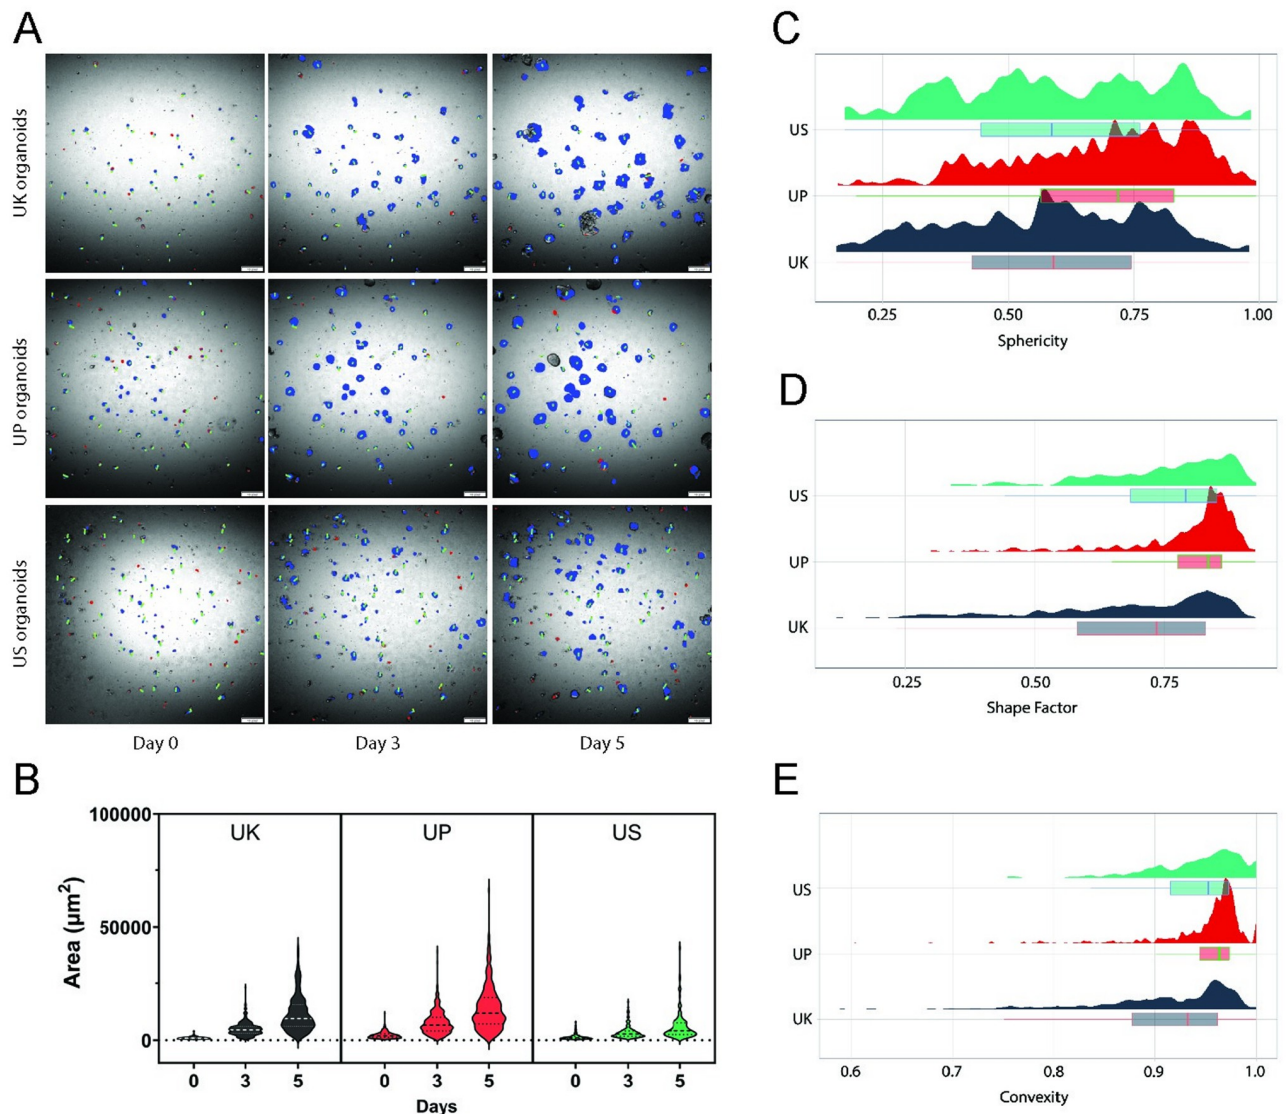 A
UK organoids
UP organoids
US organoids
Day 0
Day 3
Day 5
B
100000
50000
0
Area (µm²)
UK
UP
US
0 3 5 0 3 5 0 3 5
Days
C
US
UP
UK
0.25 0.50 0.75 1.00
Sphericity
D
US
UP
UK
0.25 0.50 0.75
Shape Factor
E
US
UP
UK
0.6 0.7 0.8 0.9 1.0
Convexity